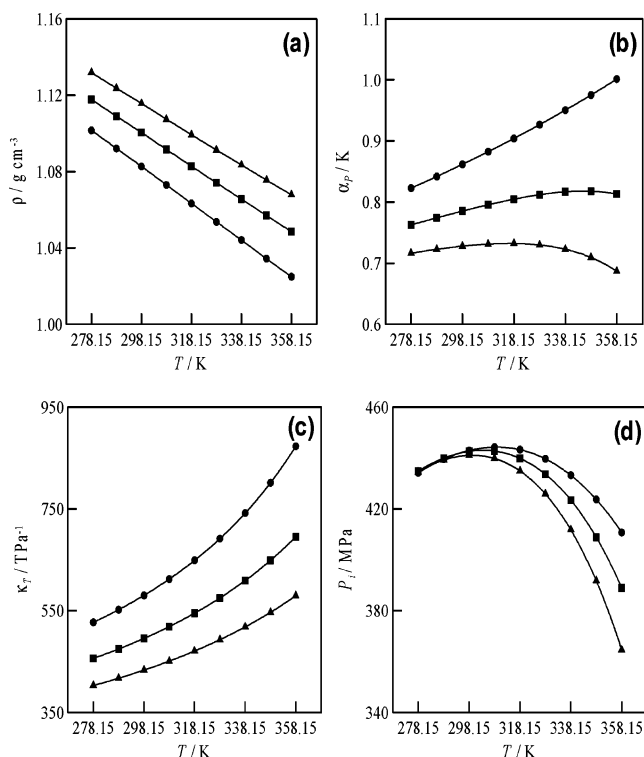 1.16
(a)
1.12
1.08
1.04
1.00
ρ / g cm-3
278.15 298.15 318.15 338.15 358.15
T / K
1.1
(b)
1.0
0.9
0.8
0.7
0.6
αP / K
278.15 298.15 318.15 338.15 358.15
T / K
950
(c)
750
550
350
κT / TPa-1
278.15 298.15 318.15 338.15 358.15
T / K
460
(d)
420
380
340
Pi / MPa
278.15 298.15 318.15 338.15 358.15
T / K